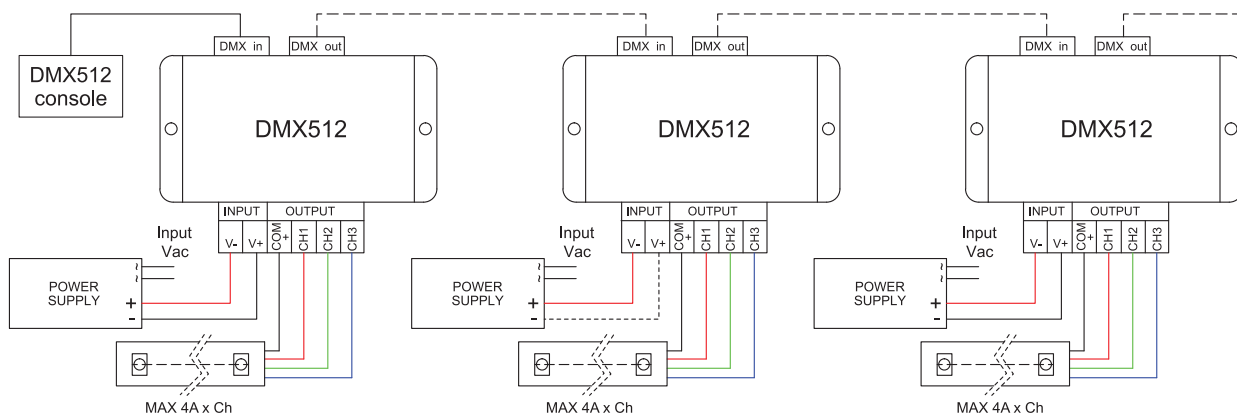 DMX in
DMX out
DMX in
DMX out
DMX in
DMX out
DMX512
console
DMX512
DMX512
DMX512
INPUT
OUTPUT
V-
V+
COM
+
CH1
CH2
CH3
INPUT
OUTPUT
V-
V+
COM
+
CH1
CH2
CH3
INPUT
OUTPUT
V-
V+
COM
+
CH1
CH2
CH3
Input
Vac
~
~
POWER
SUPPLY
+
-
Input
Vac
~
~
POWER
SUPPLY
+
-
Input
Vac
~
~
POWER
SUPPLY
+
-
MAX 4A x Ch
MAX 4A x Ch
MAX 4A x Ch